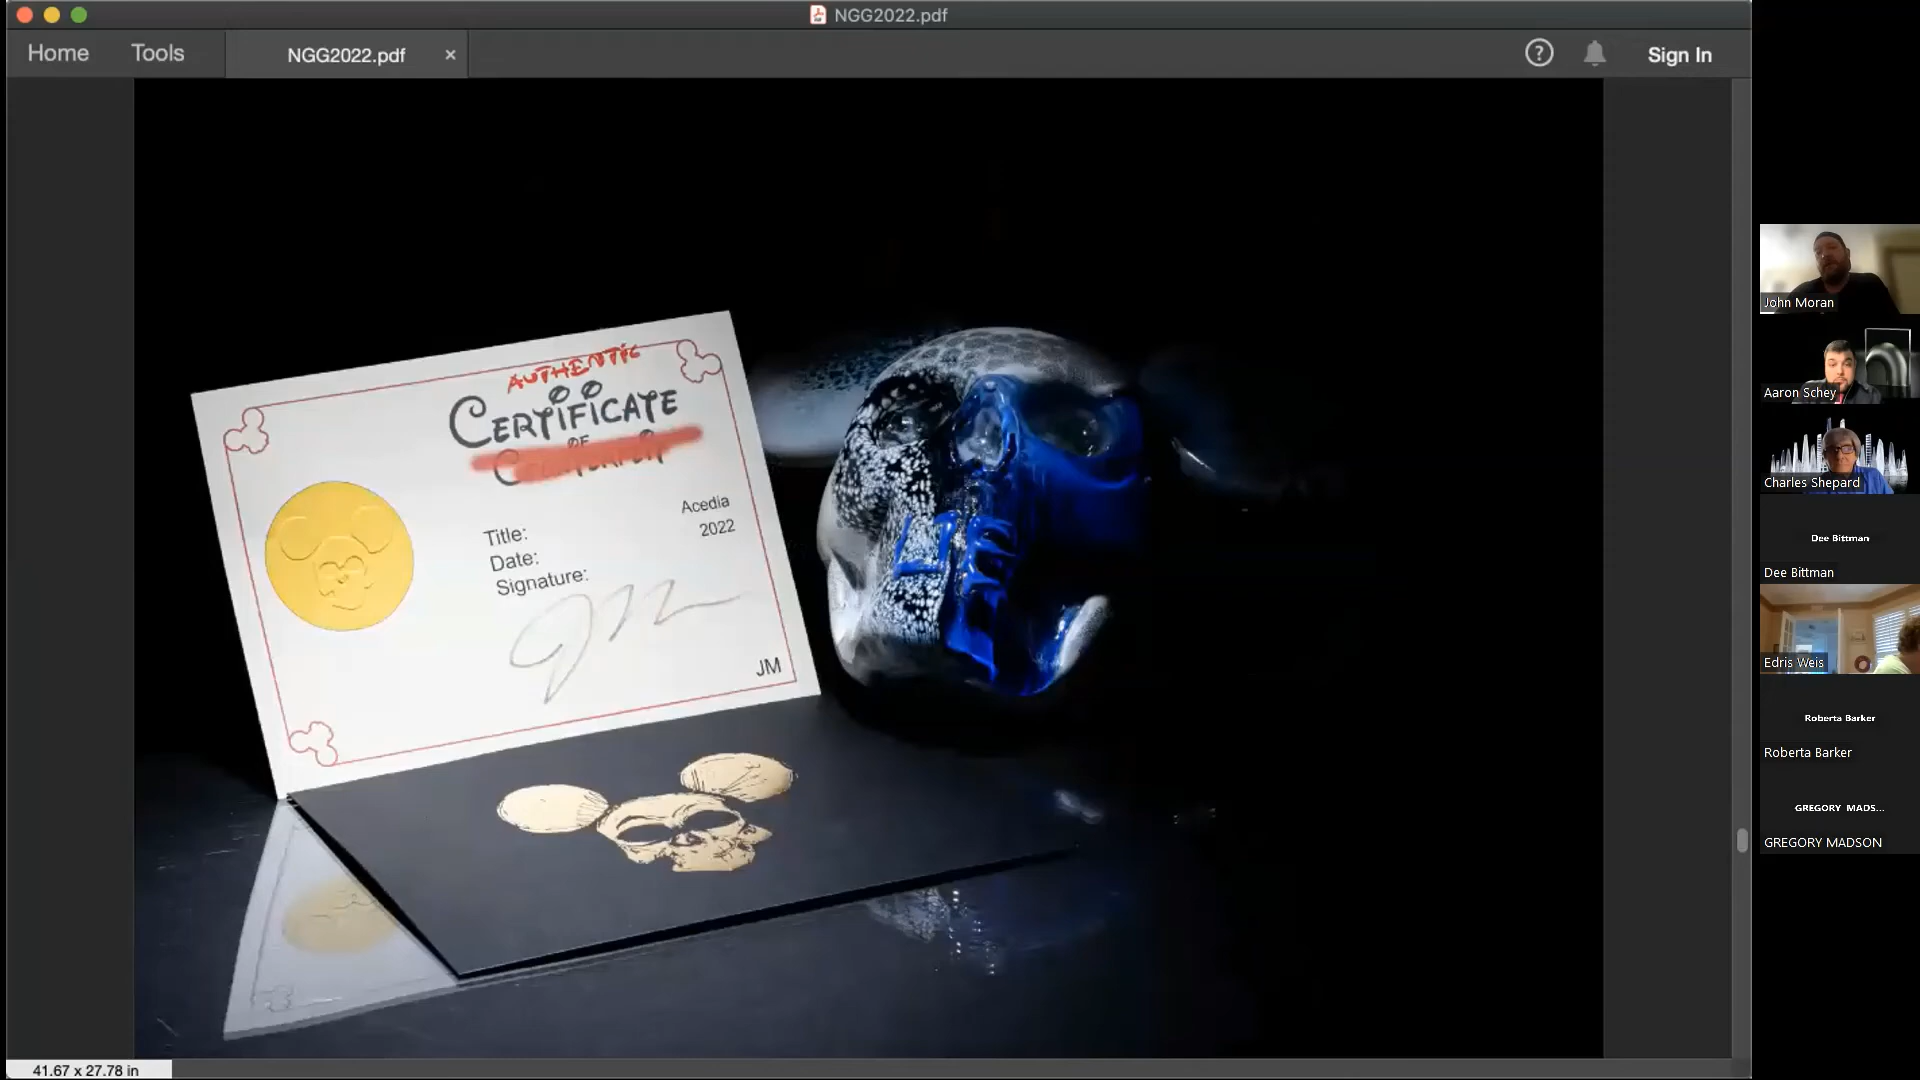 NGG2022.pdf
Home
Tools
NGG2022.pdf
Sign In
AUTHENTIC
CERTIFICATE
OF
Title:
Acedia
Date:
2022
Signature:
JM
41.67 x 27.78 in
John Moran
Aaron Schey
Charles Shepard
Dee Bittman
Dee Bittman
Edris Weis
Roberta Barker
Roberta Barker
GREGORY MADS...
GREGORY MADSON